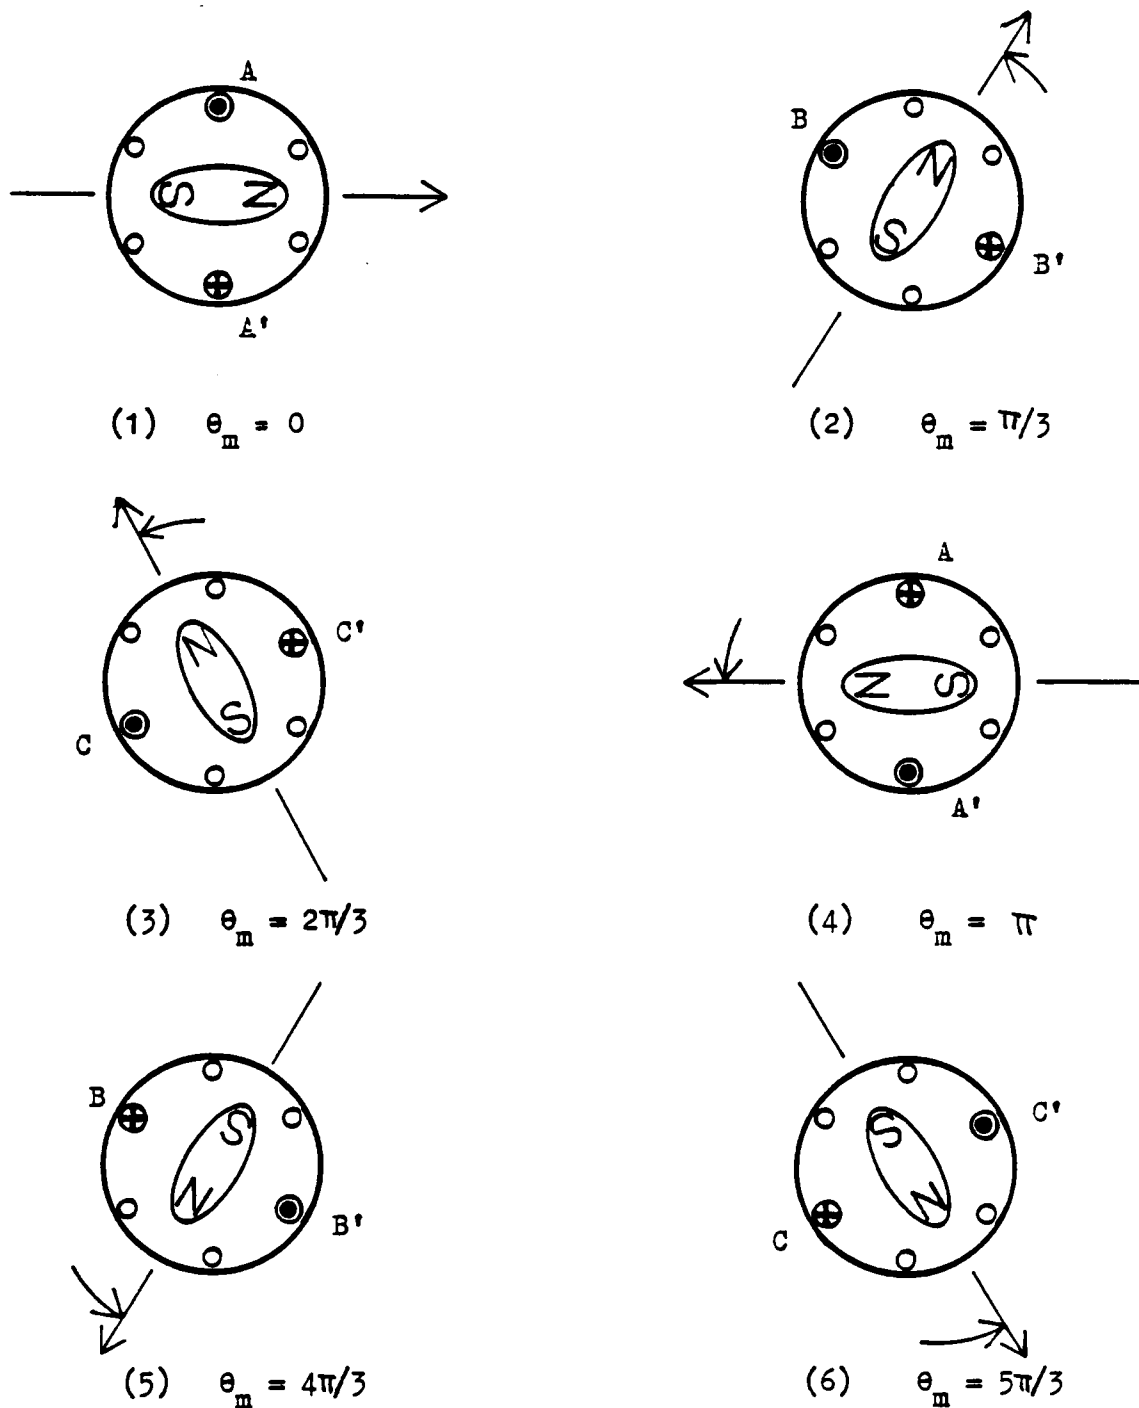 A
S N
A'
(1) θm = 0
B
N
S
B'
(2) θm = π/3
N
C'
S
C
(3) θm = 2π/3
A
N S
A'
(4) θm = π
B
S
N
B'
(5) θm = 4π/3
S
C'
N
C
(6) θm = 5π/3